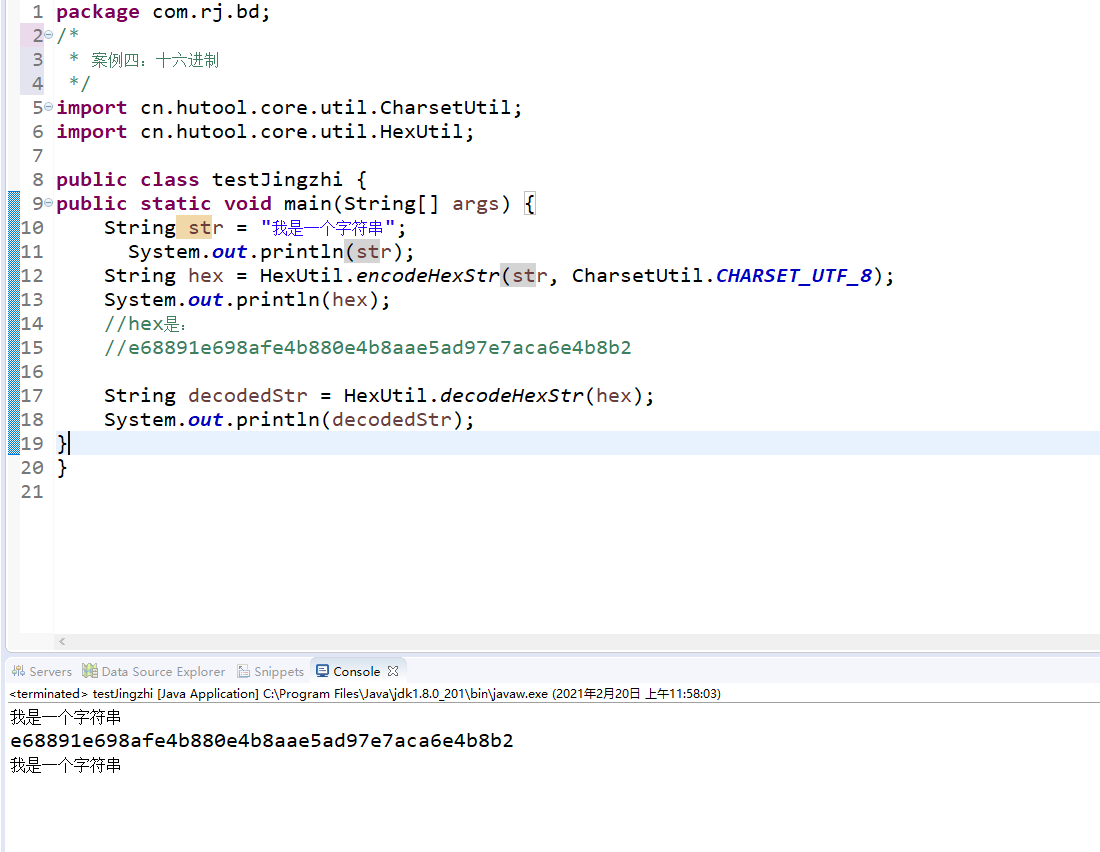 1 package com.rj.bd;
2 /*
3  * 案例四：十六进制
4  */
5 import cn.hutool.core.util.CharsetUtil;
6 import cn.hutool.core.util.HexUtil;
7
8 public class testJingzhi {
9 public static void main(String[] args) {
10     String str = "我是一个字符串";
11       System.out.println(str);
12     String hex = HexUtil.encodeHexStr(str, CharsetUtil.CHARSET_UTF_8);
13     System.out.println(hex);
14     //hex是：
15     //e68891e698afe4b880e4b8aae5ad97e7aca6e4b8b2
16
17     String decodedStr = HexUtil.decodeHexStr(hex);
18     System.out.println(decodedStr);
19 }
20 }
21
Servers Data Source Explorer Snippets Console
<terminated> testJingzhi [Java Application] C:\Program Files\Java\jdk1.8.0_201\bin\javaw.exe (2021年2月20日 上午11:58:03)
我是一个字符串
e68891e698afe4b880e4b8aae5ad97e7aca6e4b8b2
我是一个字符串